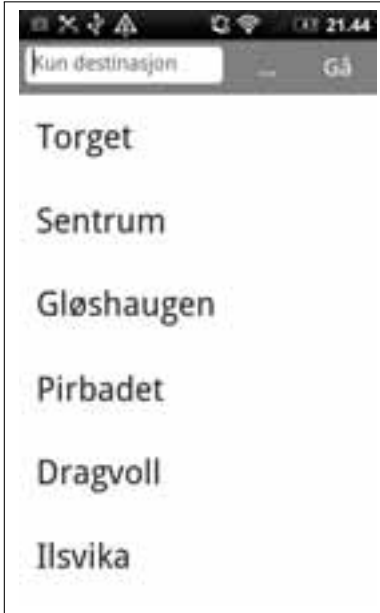 21.44
Kun destinasjon ... Gå
Torget
Sentrum
Gløshaugen
Pirbadet
Dragvoll
Ilsvika